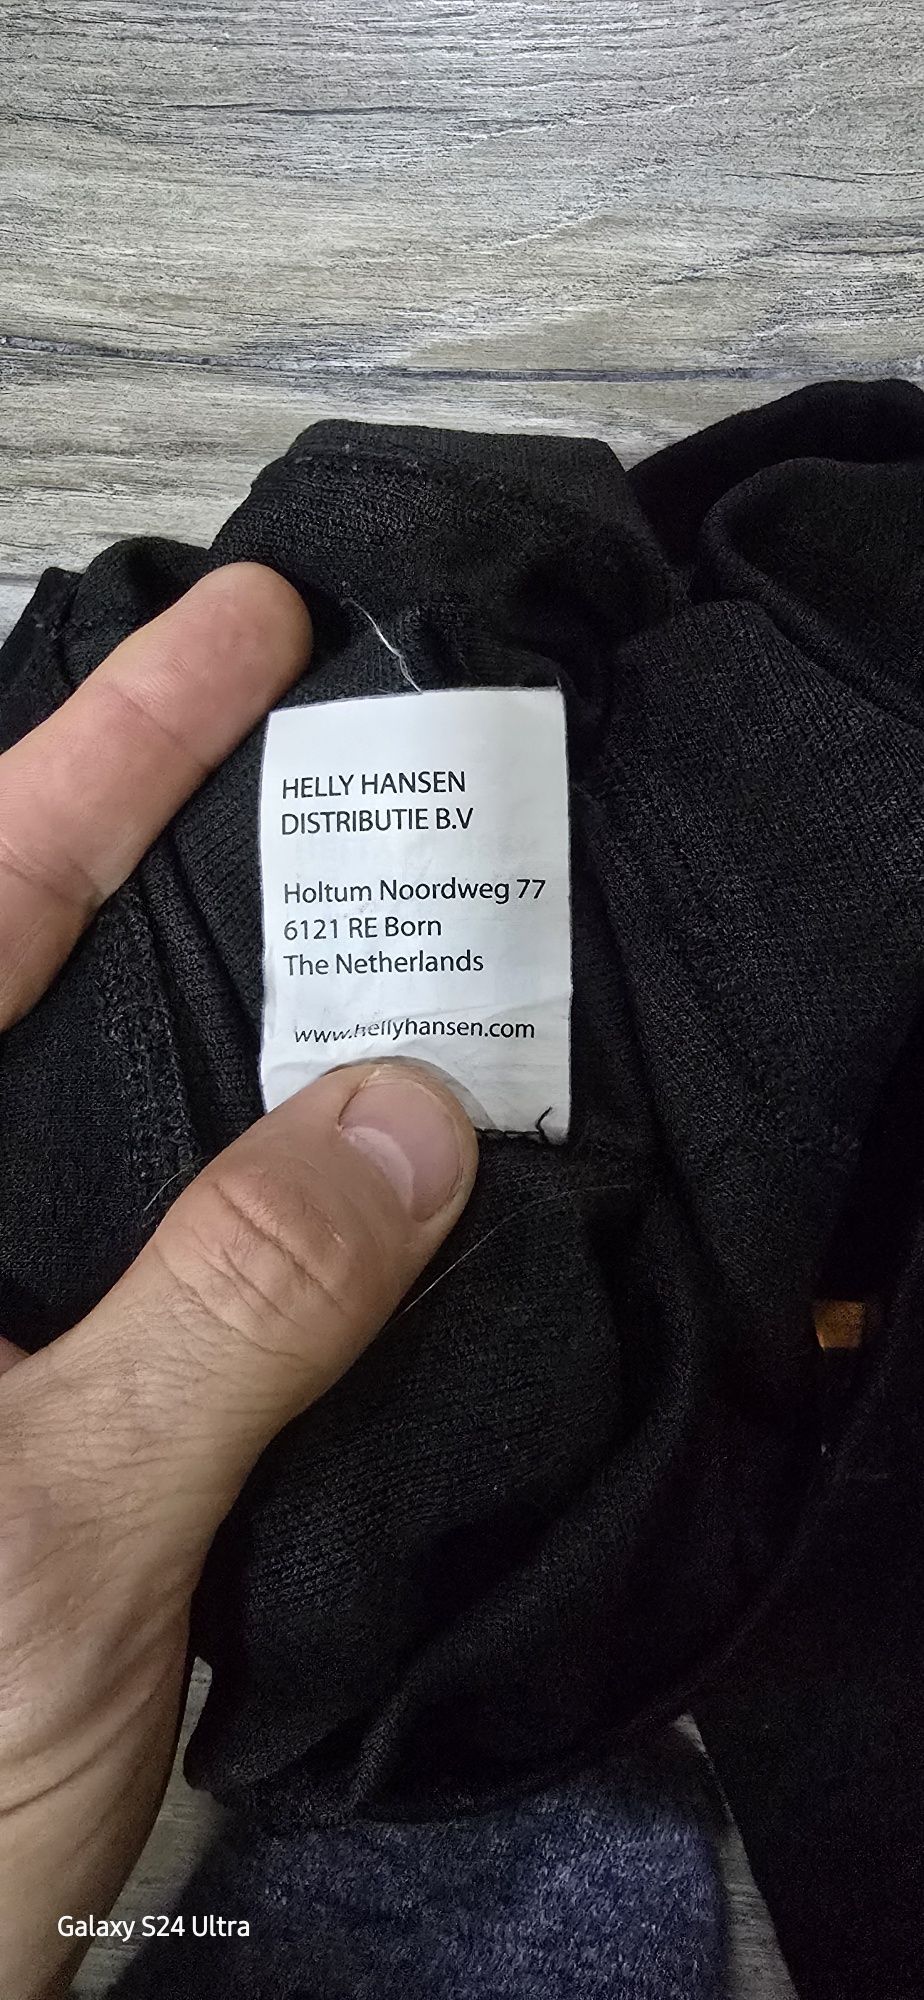 HELLY HANSEN
DISTRIBUTIE B.V
Holtum Noordweg 77
6121 RE Born
The Netherlands
www.hellyhansen.com
Galaxy S24 Ultra